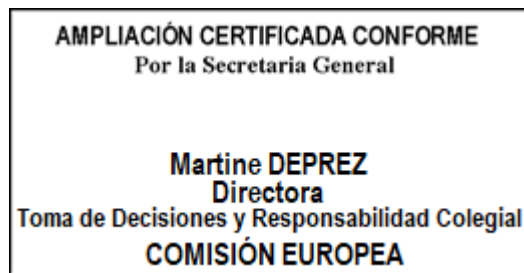 AMPLIACIÓN CERTIFICADA CONFORME
Por la Secretaria General
Martine DEPREZ
Directora
Toma de Decisiones y Responsabilidad Colegial
COMISIÓN EUROPEA